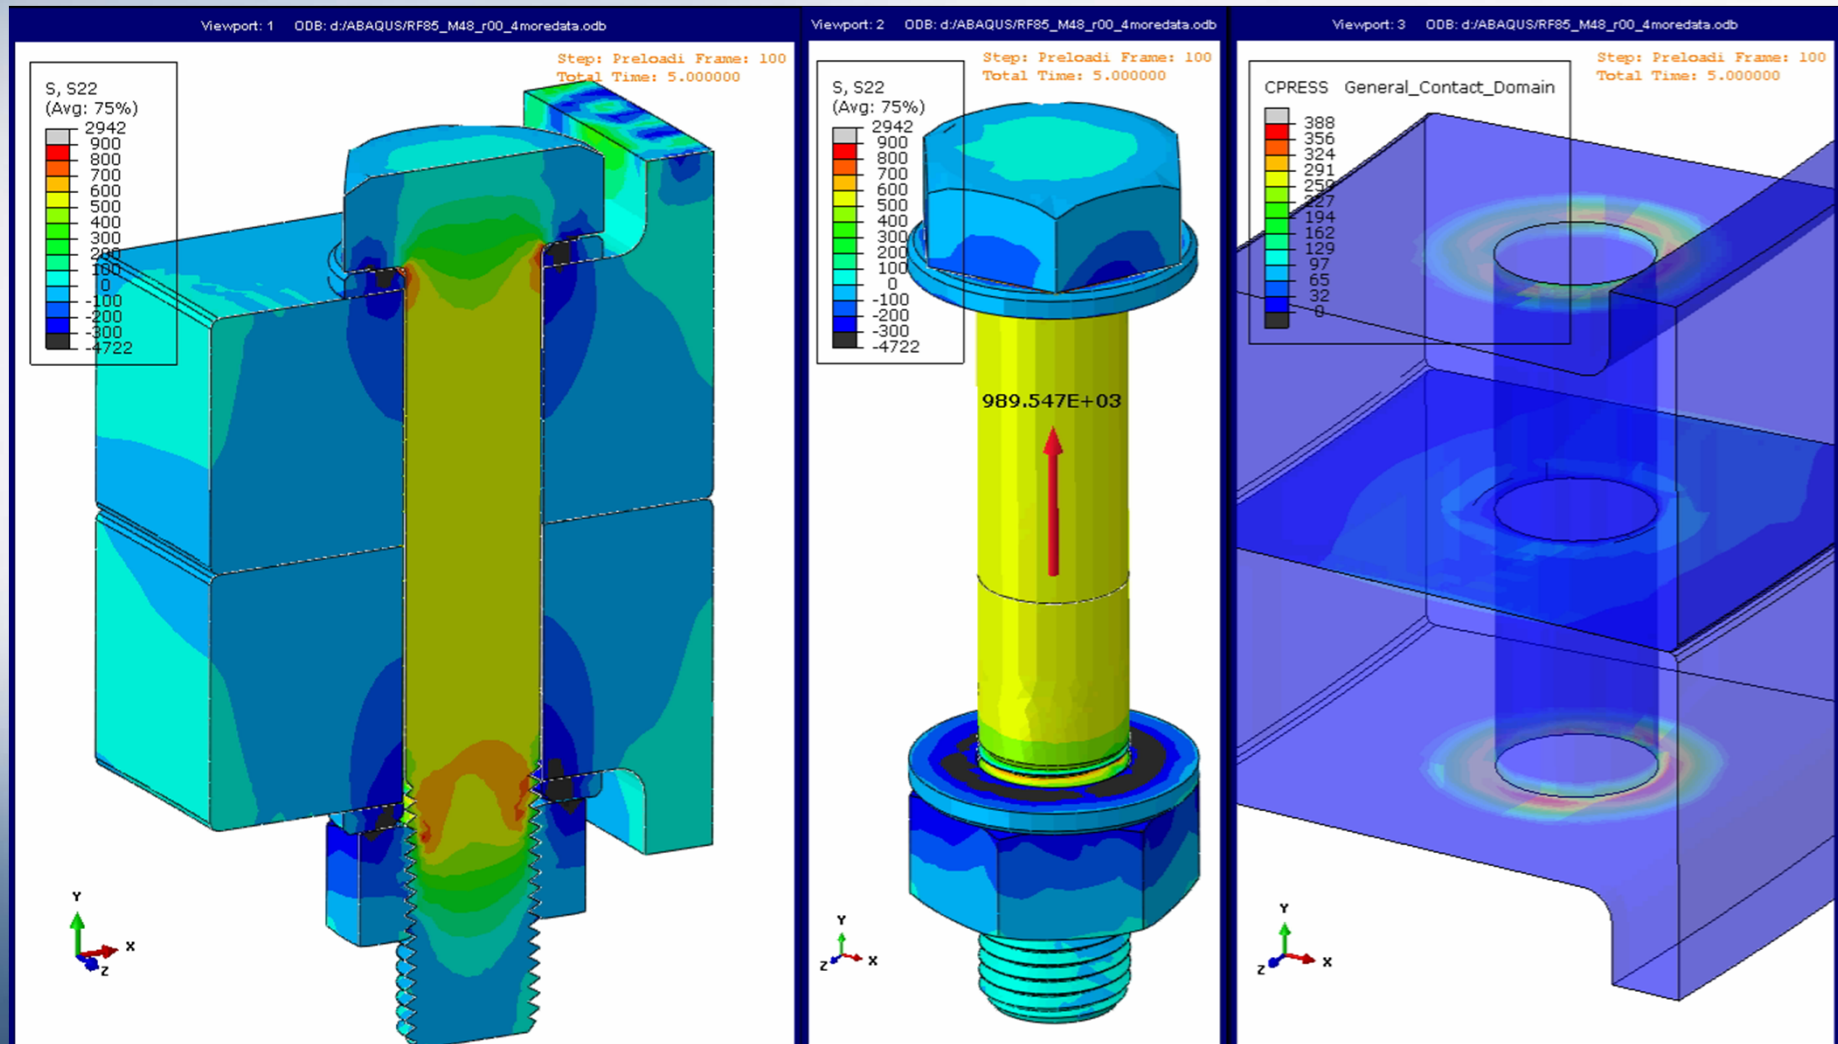 Viewport: 1 ODB: d:/ABAQUS/RF85_M48_r00_4moredata.odb
Step: Preloadi Frame: 100
Total Time: 5.000000
S, S22
(Avg: 75%)
2942
900
800
700
600
500
400
300
200
100
0
-100
-200
-300
-4722
Y
X
Z
Viewport: 2 ODB: d:/ABAQUS/RF85_M48_r00_4moredata.odb
Step: Preloadi Frame: 100
Total Time: 5.000000
S, S22
(Avg: 75%)
2942
900
800
700
600
500
400
300
200
100
0
-100
-200
-300
-4722
989.547E+03
Y
Z X
Viewport: 3 ODB: d:/ABAQUS/RF85_M48_r00_4moredata.odb
Step: Preloadi Frame: 100
Total Time: 5.000000
CPRESS General_Contact_Domain
388
356
324
291
259
227
194
162
129
97
65
32
0
Y
Z X